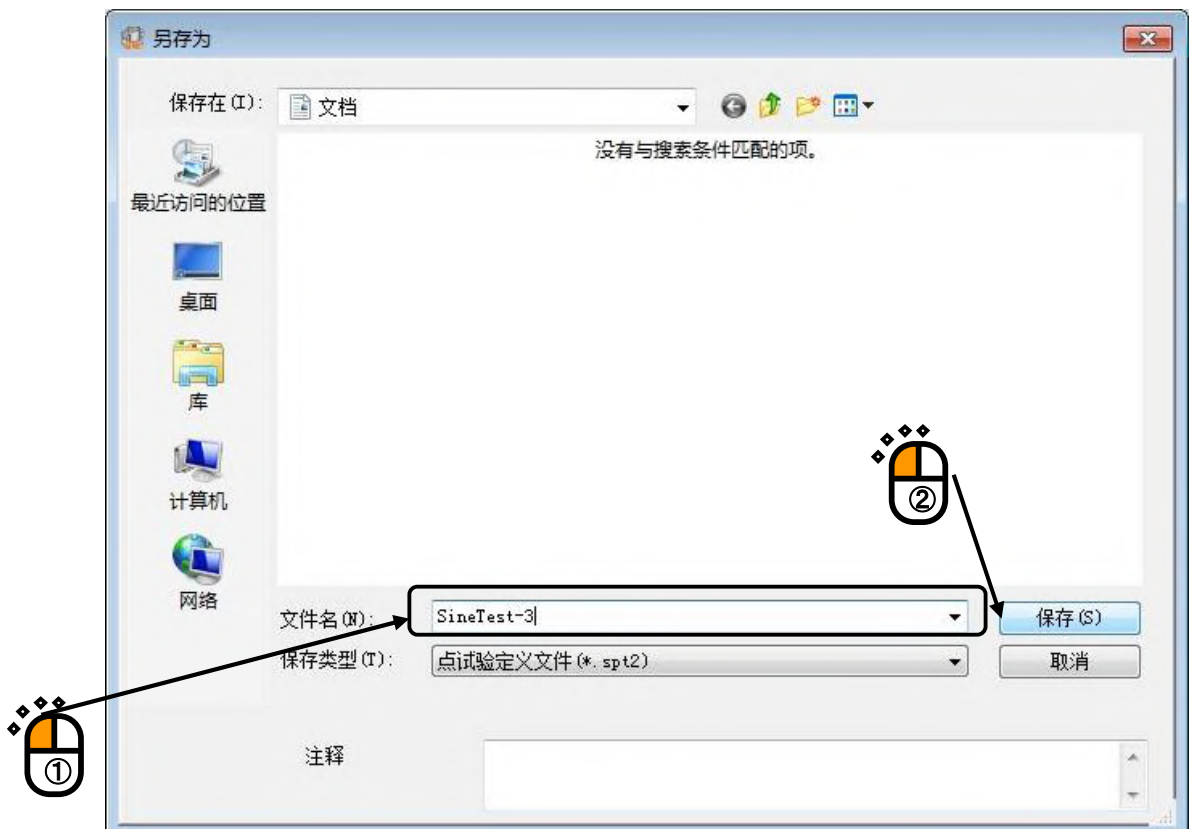 另存为
保存在(I):
文档
没有与搜索条件匹配的项。
最近访问的位置
桌面
库
计算机
网络
②
文件名(N):
SineTest-3
保存(S)
保存类型(T):
点试验定义文件(*.spt2)
取消
①
注释